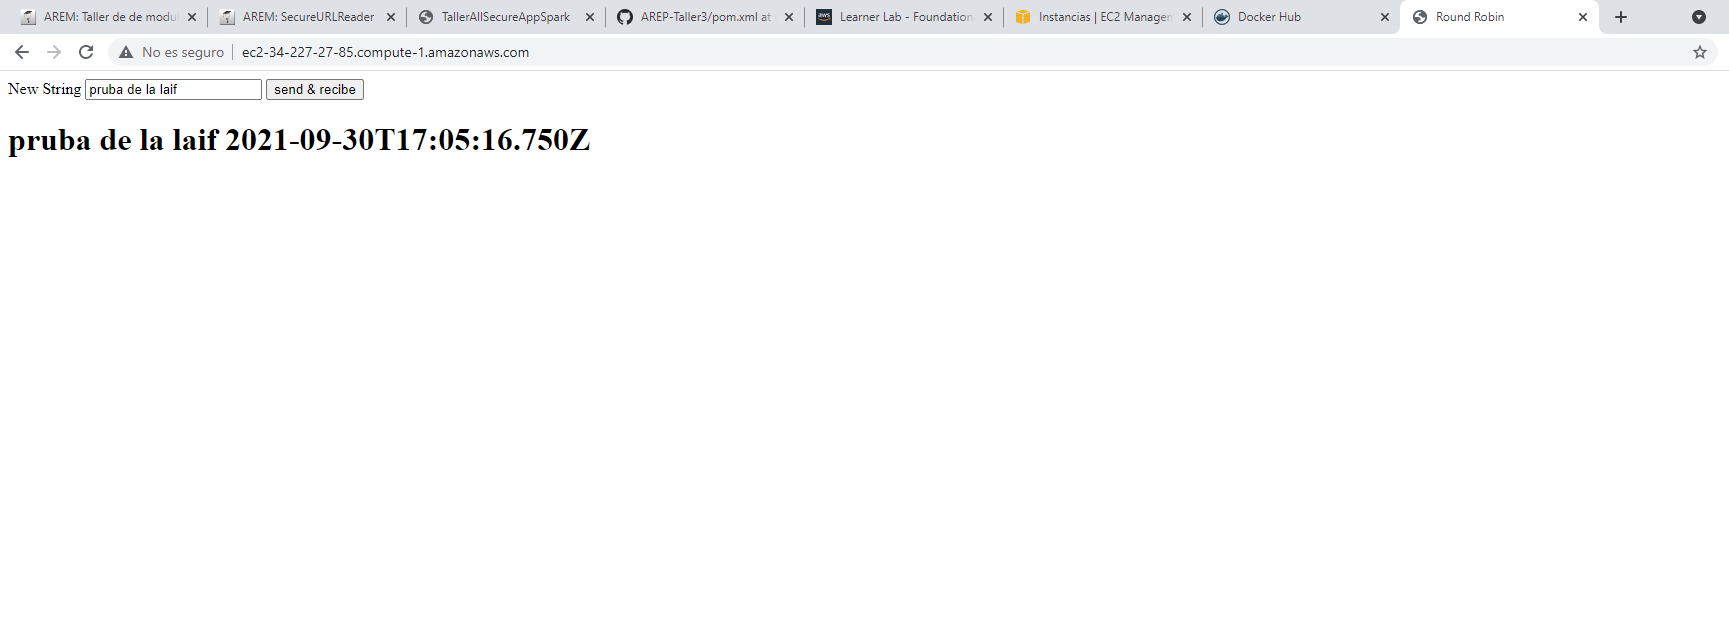 AREM: Taller de de modu
AREM: SecureURLReader
TallerAllSecureAppSpark
AREP-Taller3/pom.xml at
aws
Learner Lab - Foundation
Instancias | EC2 Managem
Docker Hub
Round Robin
No es seguro
ec2-34-227-27-85.compute-1.amazonaws.com
New String pruba de la laif send & recibe
pruba de la laif 2021-09-30T17:05:16.750Z